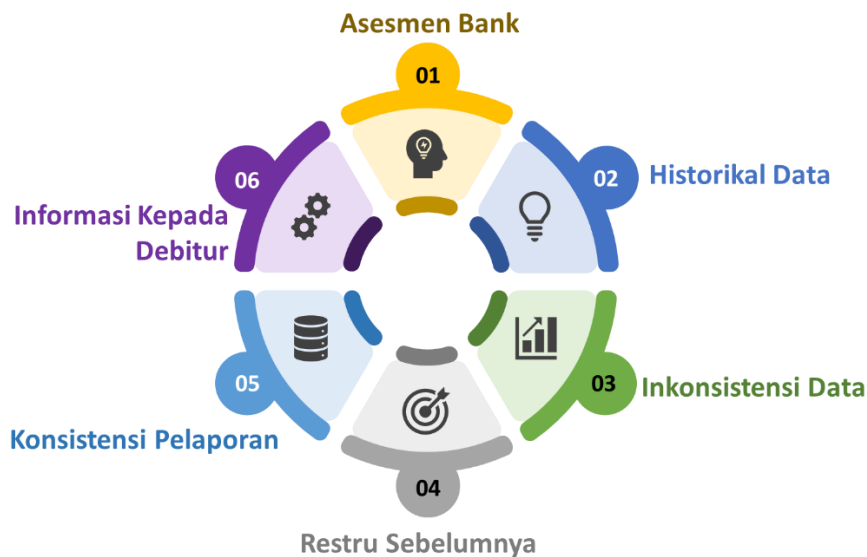 Asesmen Bank
01
02
Historikal Data
03
Inkonsistensi Data
04
Restru Sebelumnya
05
Konsistensi Pelaporan
06
Informasi Kepada
Debitur